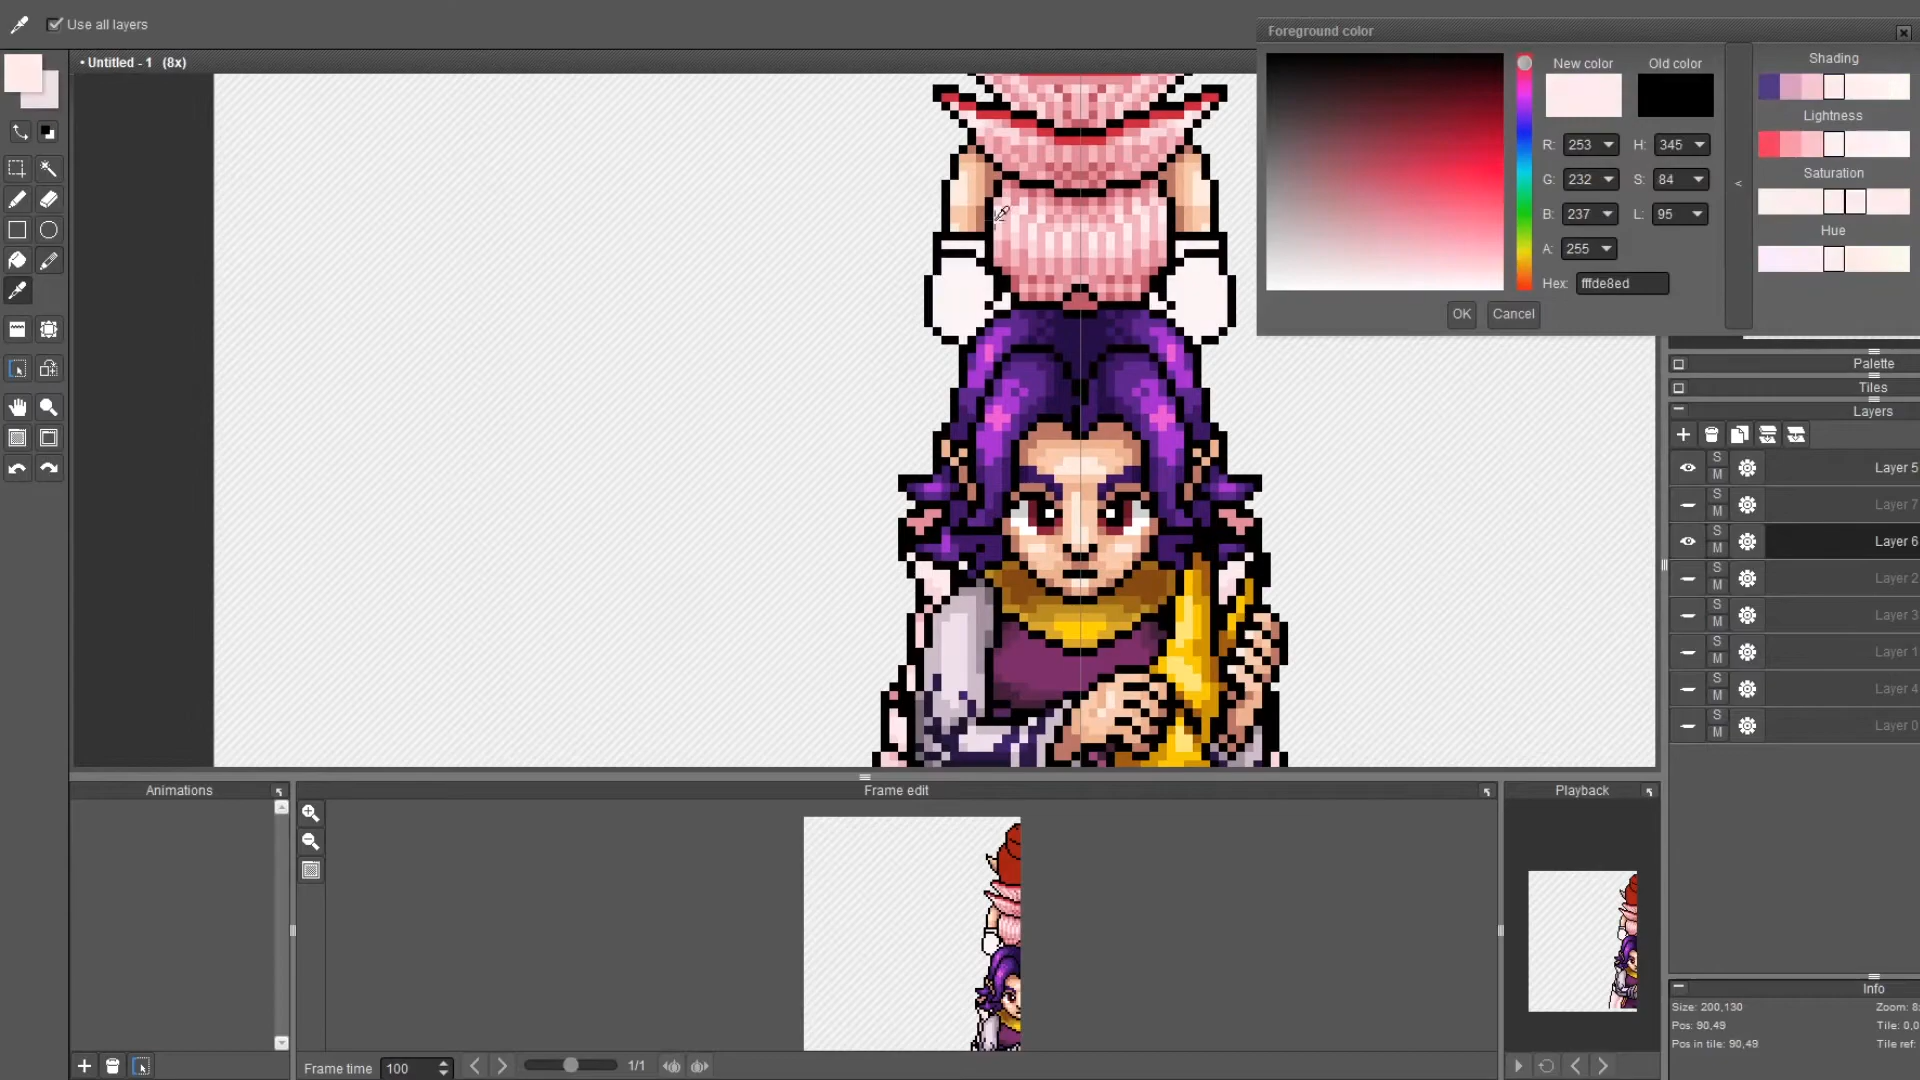 Use all layers
• Untitled - 1 (8x)
Foreground color
New color
Old color
R: 253
H: 345
G: 232
S: 84
B: 237
L: 95
A: 255
Hex: fffde8ed
OK
Cancel
<
Shading
Lightness
Saturation
Hue
Palette
Tiles
Layers
S
M
Layer 5
S
M
Layer 7
S
M
Layer 6
S
M
Layer 2
S
M
Layer 3
S
M
Layer 1
S
M
Layer 4
S
M
Layer 0
Animations
Frame edit
Playback
Frame time 100
1/1
Info
Size: 200,130
Zoom: 8
Pos: 90,49
Tile: 0,0
Pos in tile: 90,49
Tile ref: